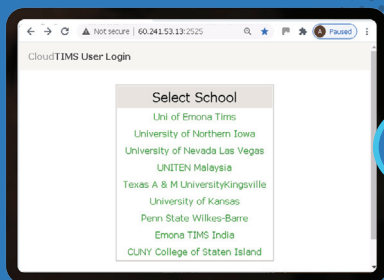 Not secure | 60.241.53.13:2525
A Paused
CloudTIMS User Login
Select School
Uni of Emona Tims
University of Northern Iowa
University of Nevada Las Vegas
UNITEN Malaysia
Texas A & M UniversityKingsville
University of Kansas
Penn State Wilkes-Barre
Emona TIMS India
CUNY College of Staten Island